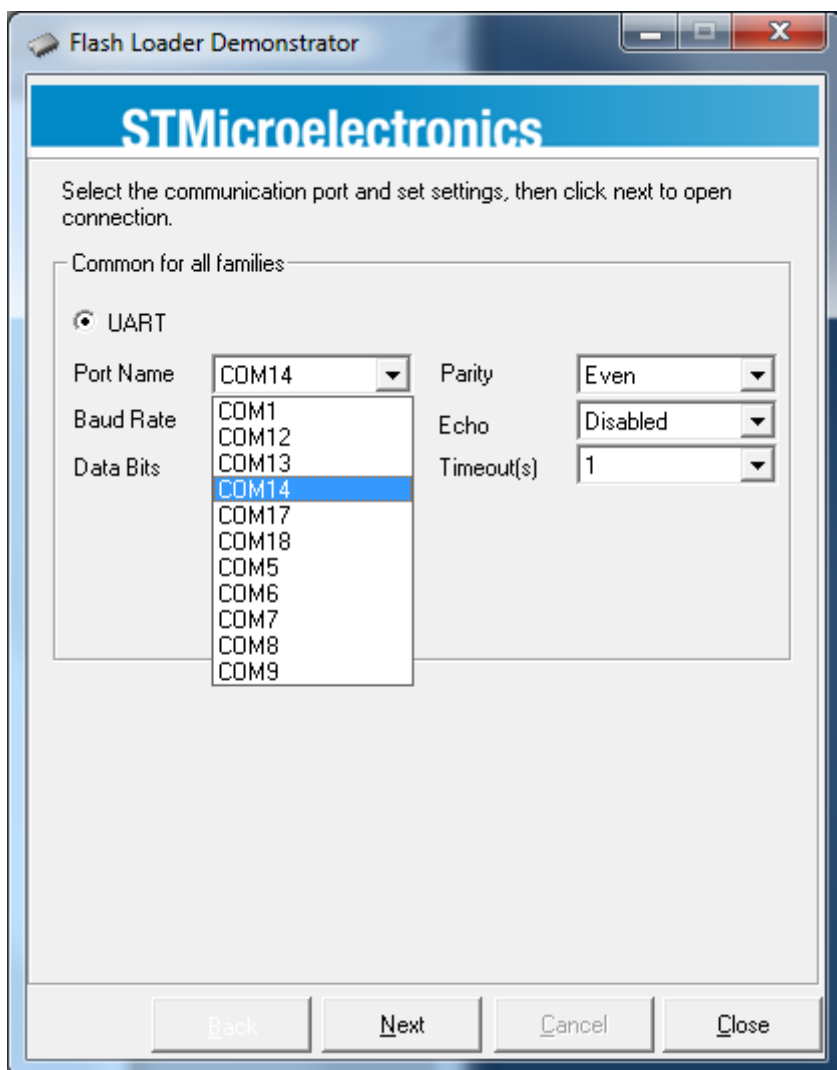 Flash Loader Demonstrator
STMicroelectronics
Select the communication port and set settings, then click next to open
connection.
Common for all families
UART
Port Name COM14 Parity Even
Baud Rate Echo Disabled
Data Bits Timeout(s) 1
COM1
COM12
COM13
COM14
COM17
COM18
COM5
COM6
COM7
COM8
COM9
Back Next Cancel Close